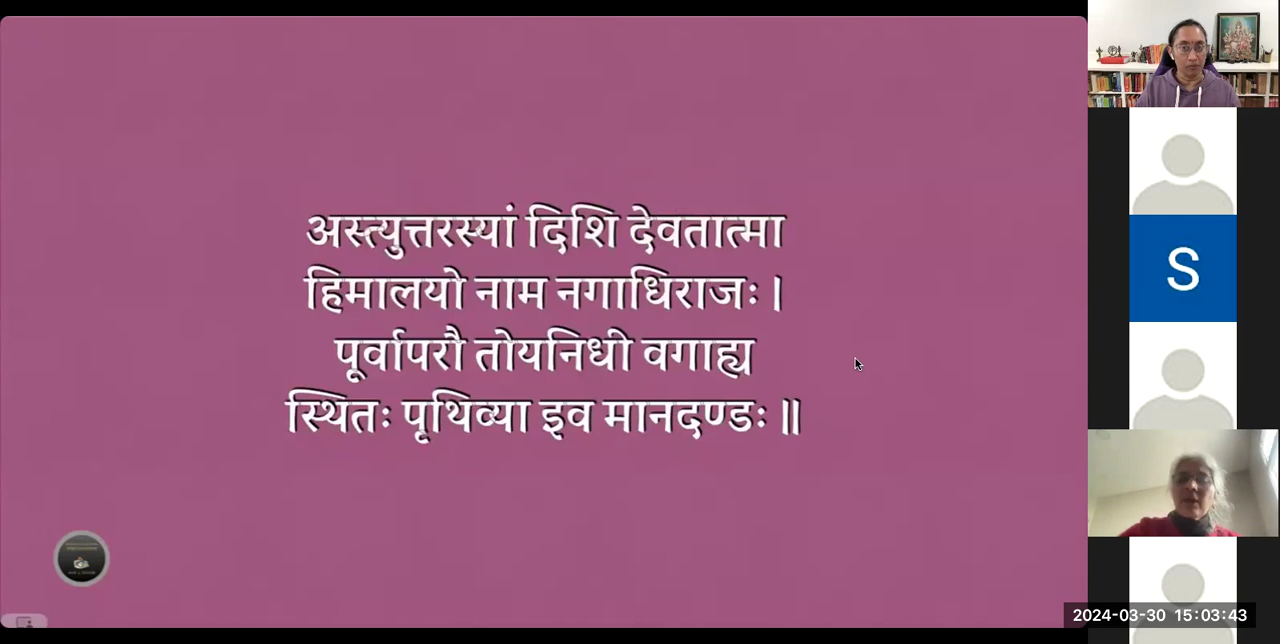 अस्त्युत्तरस्यां दिशि देवतात्मा
हिमालयो नाम नगाधिराजः ।
पूर्वापरौ तोयनिधी वगाह्य
स्थितः पृथिव्या इव मानदण्डः ॥
S
2024-03-30 15:03:43